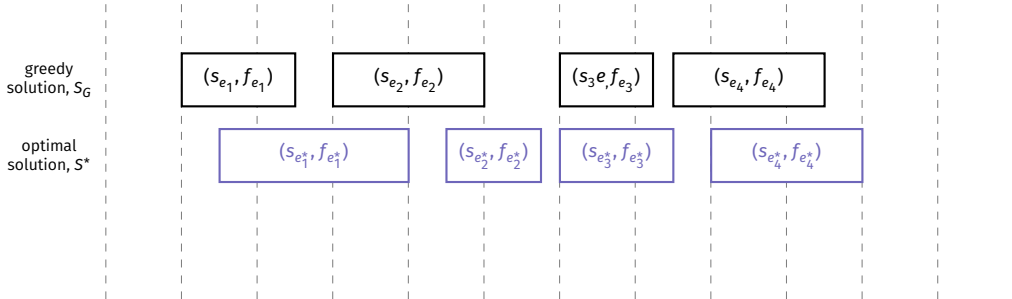 greedy
solution, S_G
(s_{e_1}, f_{e_1})
(s_{e_2}, f_{e_2})
(s_3e, f_{e_3})
(s_{e_4}, f_{e_4})
optimal
solution, S*
(s_{e_1^*}, f_{e_1^*})
(s_{e_2^*}, f_{e_2^*})
(s_{e_3^*}, f_{e_3^*})
(s_{e_4^*}, f_{e_4^*})